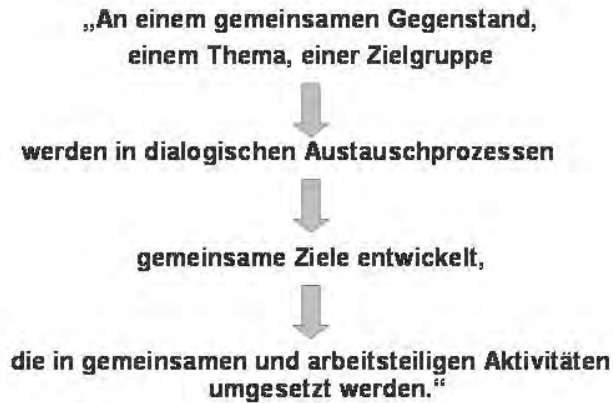 „An einem gemeinsamen Gegenstand,
einem Thema, einer Zielgruppe
werden in dialogischen Austauschprozessen
gemeinsame Ziele entwickelt,
die in gemeinsamen und arbeitsteiligen Aktivitäten
umgesetzt werden.“